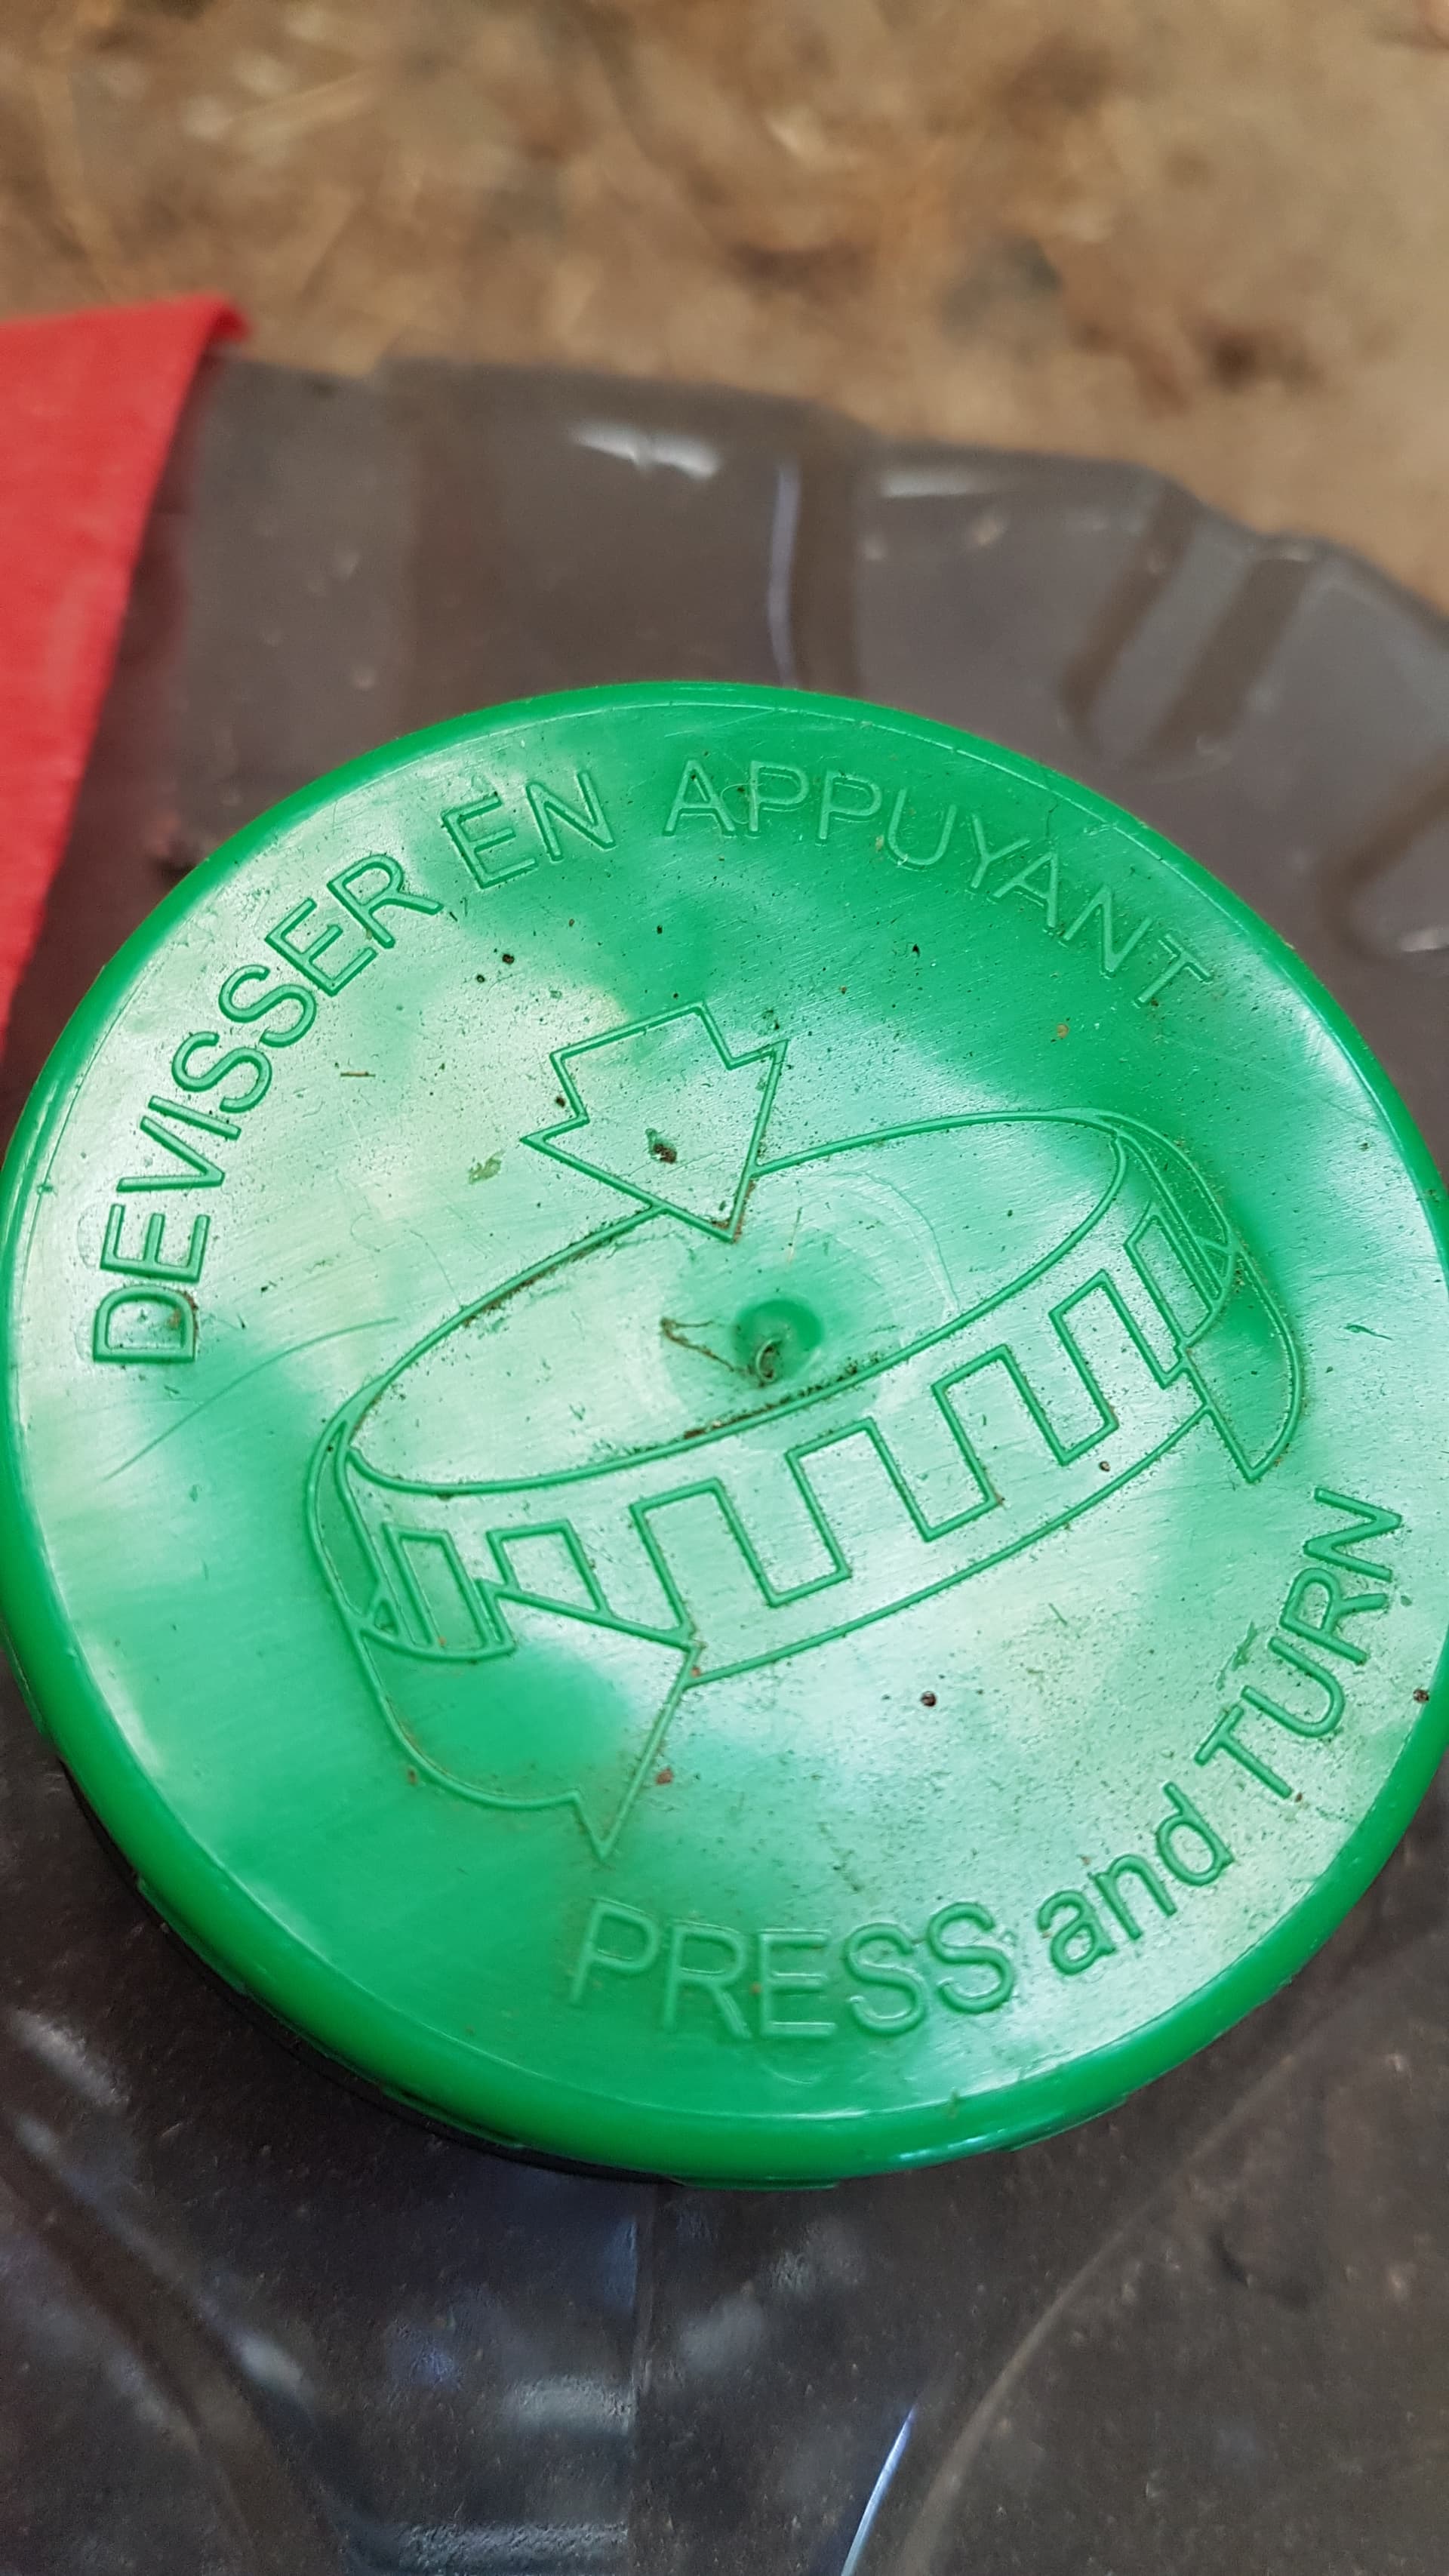 DEVISSER EN APPUYANT
PRESS and TURN